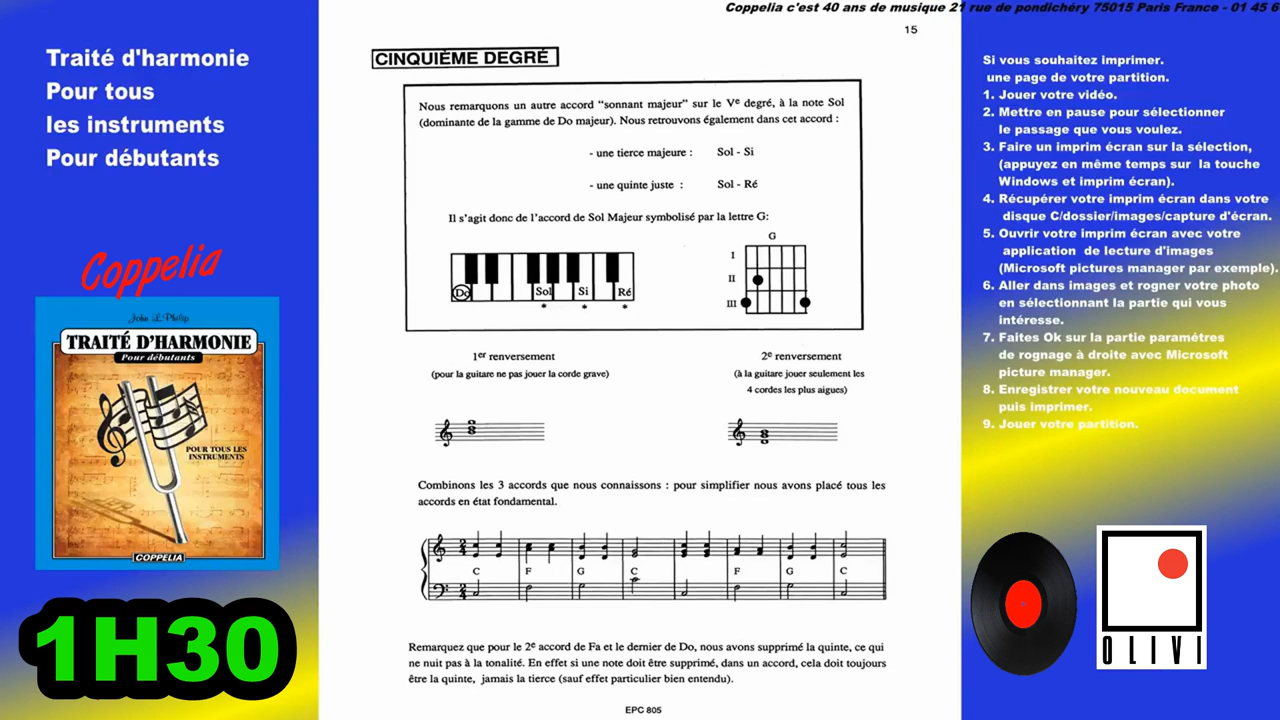 Coppelia c'est 40 ans de musique 21 rue de pondichéry 75015 Paris France - 01 45 6
Traité d'harmonie
Pour tous
les instruments
Pour débutants
Coppelia
John L. Philip
TRAITÉ D'HARMONIE
Pour débutants
POUR TOUS LES
INSTRUMENTS
COPPELIA
1H30
15
CINQUIÈME DEGRÉ
Nous remarquons un autre accord "sonnant majeur" sur le Ve degré, à la note Sol
(dominante de la gamme de Do majeur). Nous retrouvons également dans cet accord :
- une tierce majeure : Sol - Si
- une quinte juste : Sol - Ré
Il s'agit donc de l'accord de Sol Majeur symbolisé par la lettre G:
Do Sol Si Ré
* * *
G
I
II
III
1er renversement
(pour la guitare ne pas jouer la corde grave)
2e renversement
(à la guitare jouer seulement les
4 cordes les plus aigues)
Combinons les 3 accords que nous connaissons : pour simplifier nous avons placé tous les
accords en état fondamental.
2 4
C F G C F G C
2 4
Remarquez que pour le 2e accord de Fa et le dernier de Do, nous avons supprimé la quinte, ce qui
ne nuit pas à la tonalité. En effet si une note doit être supprimé, dans un accord, cela doit toujours
être la quinte, jamais la tierce (sauf effet particulier bien entendu).
EPC 805
Si vous souhaitez imprimer.
une page de votre partition.
1. Jouer votre vidéo.
2. Mettre en pause pour sélectionner
le passage que vous voulez.
3. Faire un imprim écran sur la sélection,
(appuyez en même temps sur la touche
Windows et imprim écran).
4. Récupérer votre imprim écran dans votre
disque C/dossier/images/capture d'écran.
5. Ouvrir votre imprim écran avec votre
application de lecture d'images
(Microsoft pictures manager par exemple).
6. Aller dans images et rogner votre photo
en sélectionnant la partie qui vous
intéresse.
7. Faites Ok sur la partie paramétres
de rognage à droite avec Microsoft
picture manager.
8. Enregistrer votre nouveau document
puis imprimer.
9. Jouer votre partition.
OLIVI